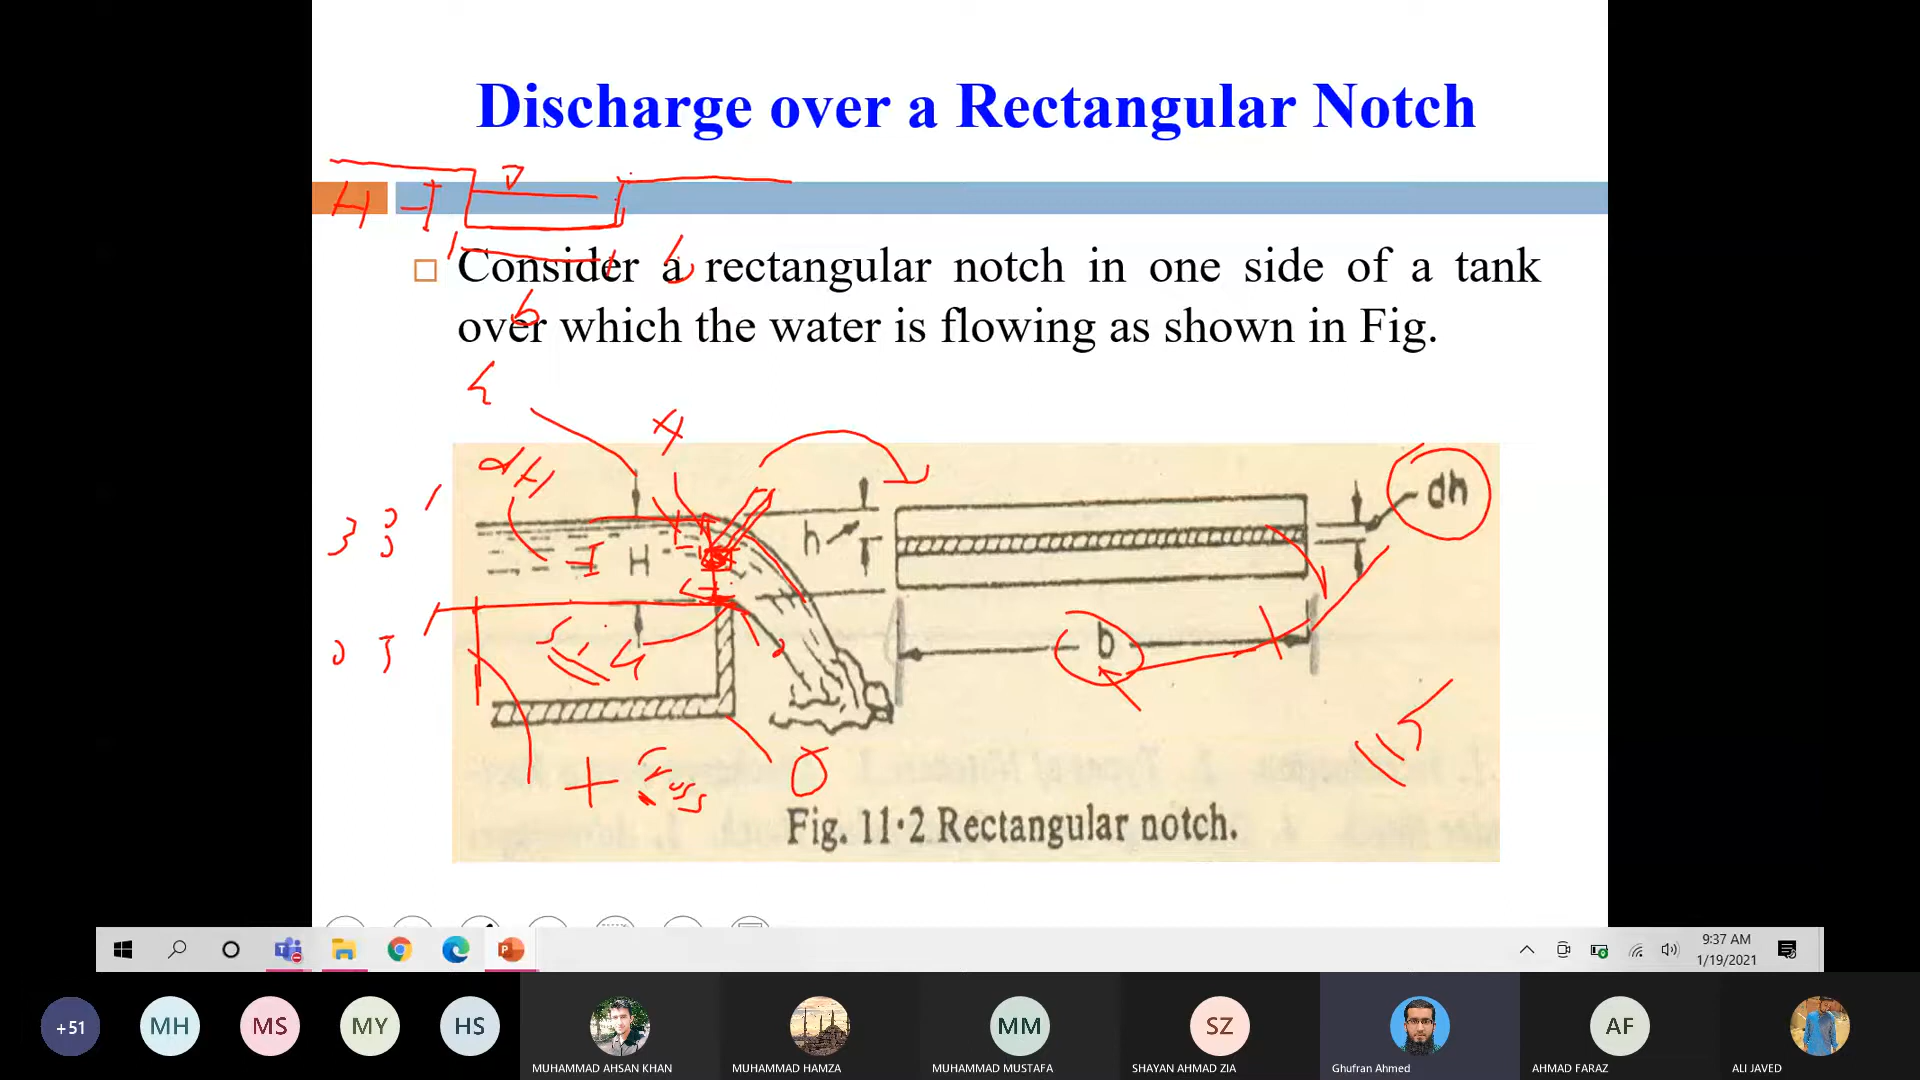 Discharge over a Rectangular Notch
H
b
Consider a rectangular notch in one side of a tank
over which the water is flowing as shown in Fig.
b
H
dH
dh
h
H
b
Fig. 11·2 Rectangular notch.
9:37 AM
1/19/2021
+51
MH
MS
MY
HS
MM
SZ
AF
MUHAMMAD AHSAN KHAN
MUHAMMAD HAMZA
MUHAMMAD MUSTAFA
SHAYAN AHMAD ZIA
Ghufran Ahmed
AHMAD FARAZ
ALI JAVED